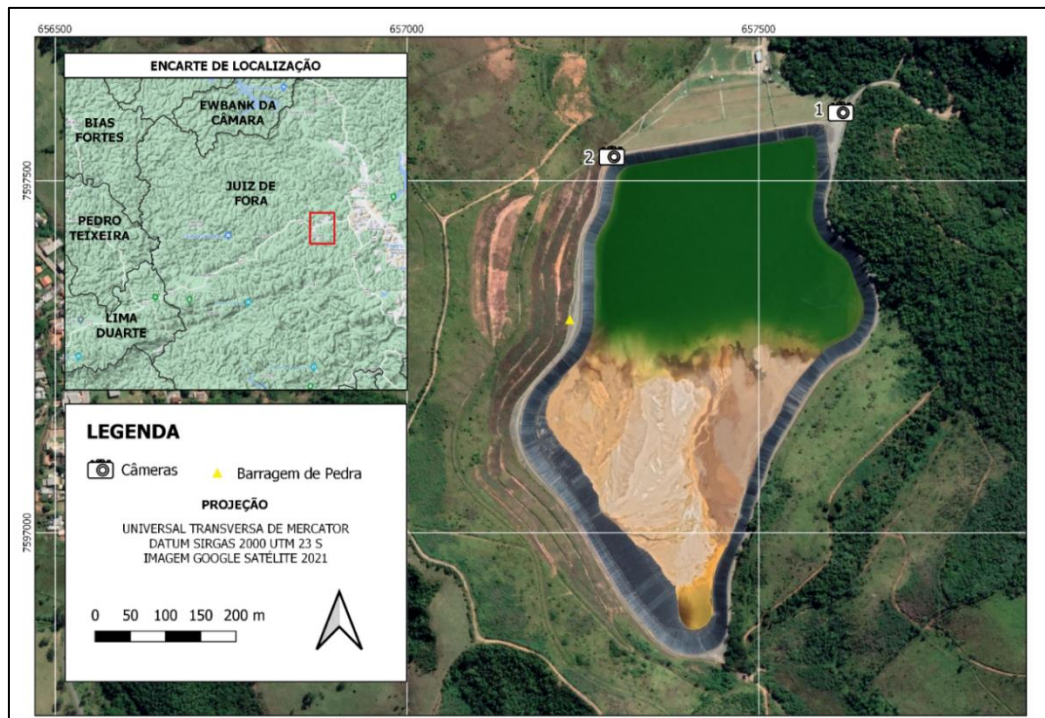 656500
657000
657500
7597500
7597000
ENCARTE DE LOCALIZAÇÃO
EWBANK DA
CÂMARA
BIAS
FORTES
JUIZ DE
FORA
PEDRO
TEIXEIRA
LIMA
DUARTE
1
2
LEGENDA
Câmeras
Barragem de Pedra
PROJEÇÃO
UNIVERSAL TRANSVERSA DE MERCATOR
DATUM SIRGAS 2000 UTM 23 S
IMAGEM GOOGLE SATÉLITE 2021
0 50 100 150 200 m